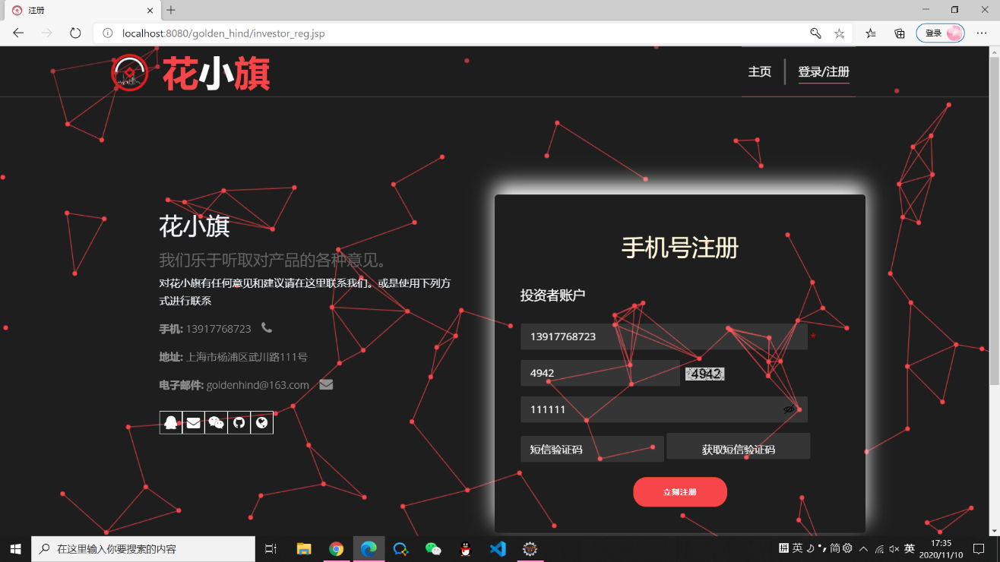 注册
localhost:8080/golden_hind/investor_reg.jsp
登录
花小旗
主页
登录/注册
花小旗
我们乐于听取对产品的各种意见。
对花小旗有任何意见和建议请在这里联系我们。或是使用下列方
式进行联系
手机: 13917768723
地址: 上海市杨浦区武川路111号
电子邮件: goldenhind@163.com
手机号注册
投资者账户
13917768723
*
4942
4942
111111
短信验证码
获取短信验证码
立刻注册
在这里输入你要搜索的内容
拼 英 简
英
17:35
2020/11/10